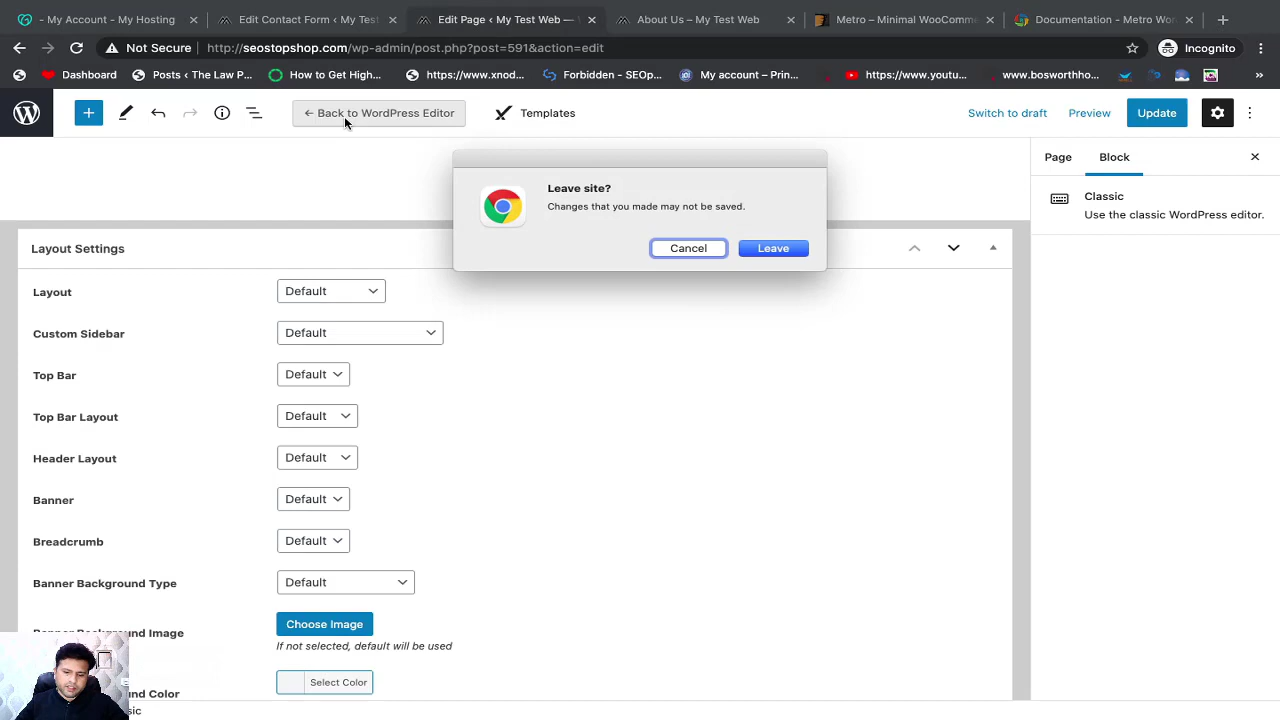 - My Account - My Hosting
Edit Contact Form ‹ My Test
Edit Page ‹ My Test Web —
About Us – My Test Web
Metro – Minimal WooComme
Documentation - Metro Wor
Not Secure
http://seostopshop.com/wp-admin/post.php?post=591&action=edit
Incognito
Dashboard
Posts ‹ The Law P...
How to Get High...
https://www.xnod...
Forbidden - SEOp...
My account – Prin...
https://www.youtu...
www.bosworthho...
»
← Back to WordPress Editor
Templates
Switch to draft
Preview
Update
Leave site?
Changes that you made may not be saved.
Cancel
Leave
Page
Block
Classic
Use the classic WordPress editor.
Layout Settings
Layout
Default
Custom Sidebar
Default
Top Bar
Default
Top Bar Layout
Default
Header Layout
Default
Banner
Default
Breadcrumb
Default
Banner Background Type
Default
Image
Choose Image
If not selected, default will be used
Color
Select Color